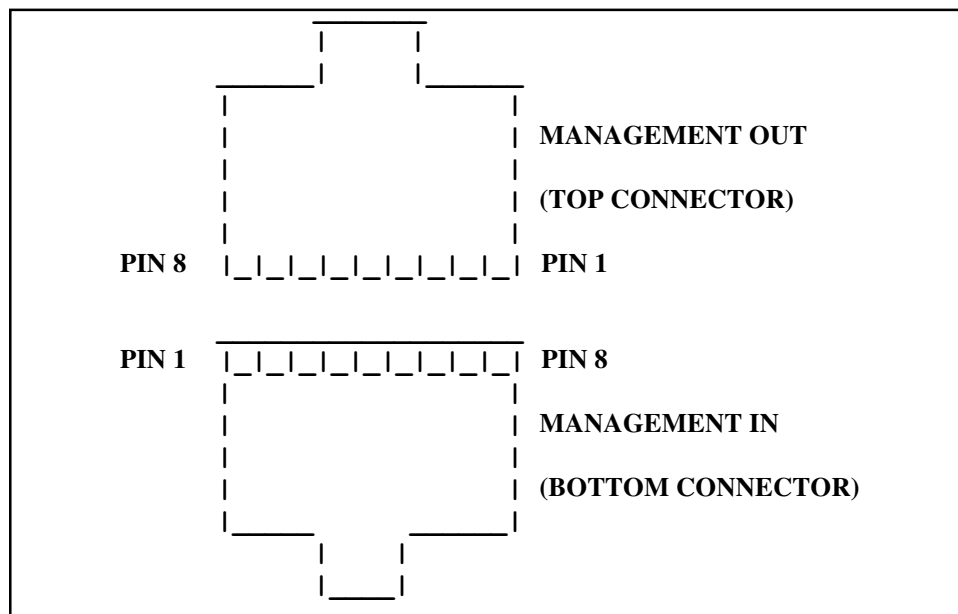 MANAGEMENT OUT
(TOP CONNECTOR)
PIN 8 PIN 1
PIN 1 PIN 8
MANAGEMENT IN
(BOTTOM CONNECTOR)